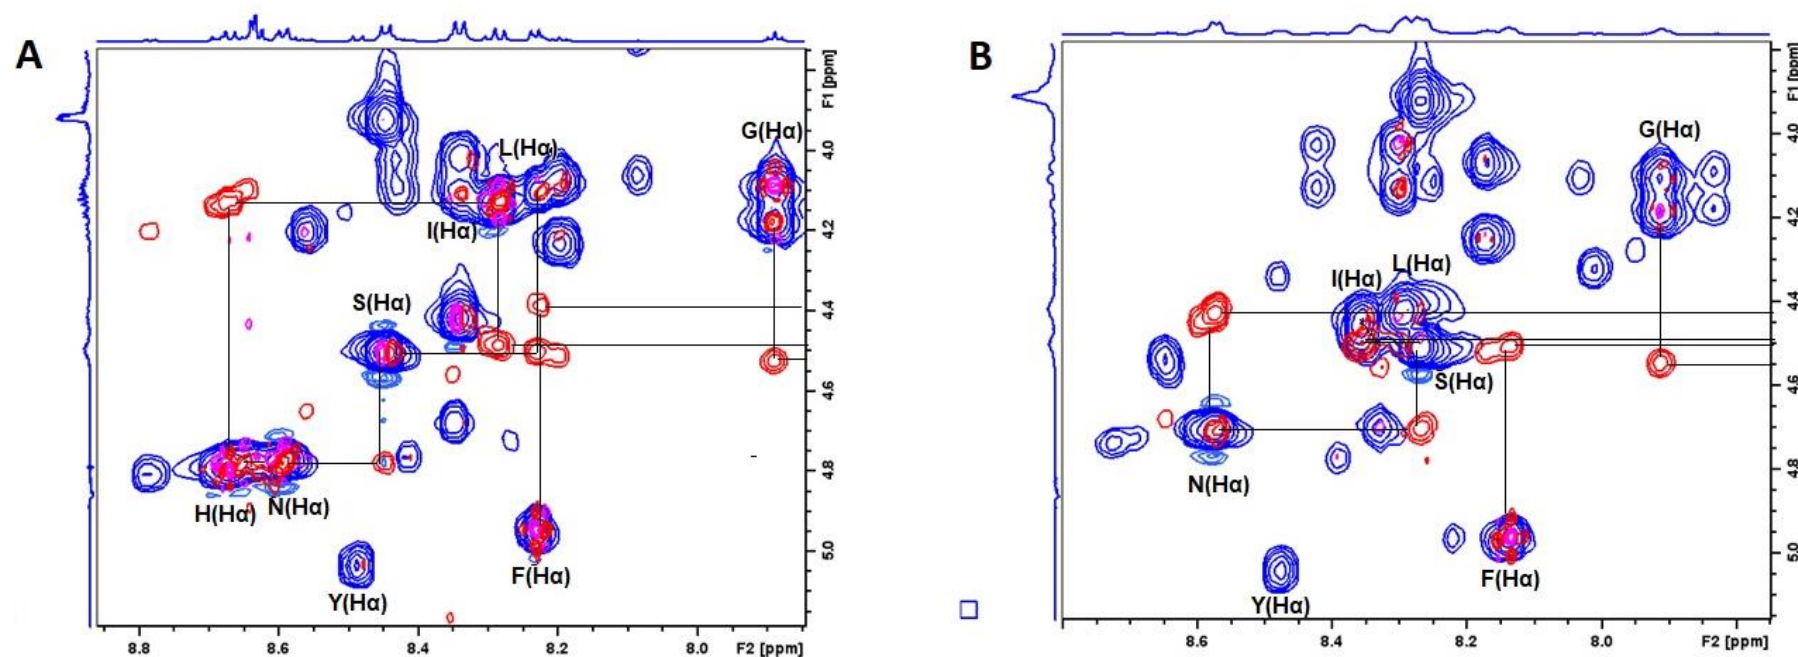 A
G(Hα)
L(Hα)
I(Hα)
S(Hα)
H(Hα)
N(Hα)
F(Hα)
Y(Hα)
F1 [ppm]
4.0
4.2
4.4
4.6
4.8
5.0
8.8
8.6
8.4
8.2
8.0
F2 [ppm]
B
G(Hα)
I(Hα)
L(Hα)
S(Hα)
N(Hα)
F(Hα)
Y(Hα)
F1 [ppm]
4.0
4.2
4.4
4.6
4.8
5.0
8.6
8.4
8.2
8.0
F2 [ppm]